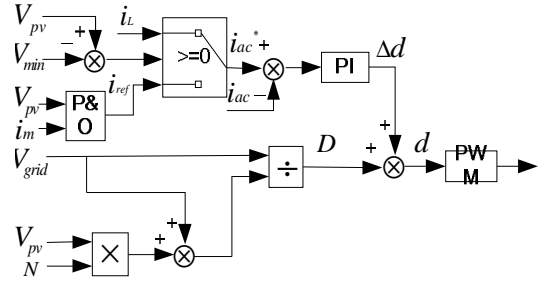 V_pv
+
i_L
−
V_min
>=0
i_ac* +
PI
Δd
i_ref
i_ac −
V_pv
P&
O
i_m
V_grid
÷
D
+
+
d
PW
M
+
+
V_pv
×
+
N